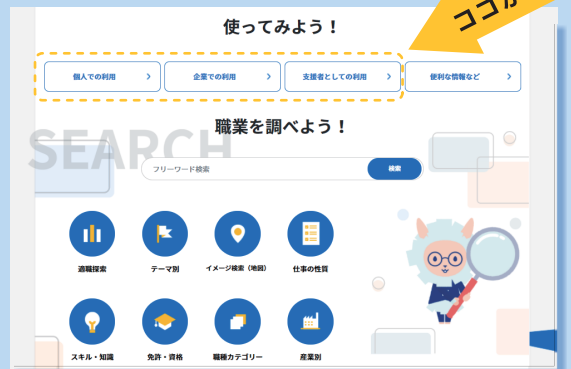 ココが
使ってみよう！
個人での利用
企業での利用
支援者としての利用
便利な情報など
職業を調べよう！
SEARCH
フリーワード検索
検索
適職探索
テーマ別
イメージ検索（地図）
仕事の性質
スキル・知識
免許・資格
職種カテゴリー
産業別